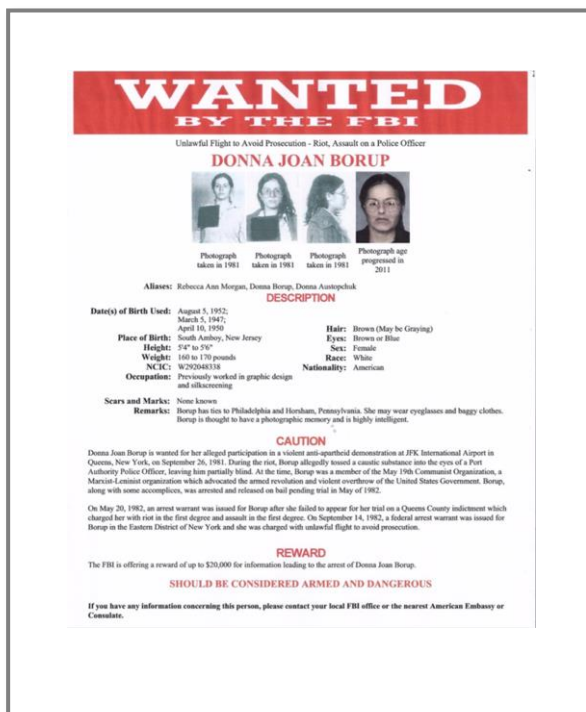 WANTED
BY THE FBI
Unlawful Flight to Avoid Prosecution - Riot, Assault on a Police Officer
DONNA JOAN BORUP
Photograph taken in 1981
Photograph taken in 1981
Photograph taken in 1981
Photograph age progressed in 2011
Aliases: Rebecca Ann Morgan, Donna Borup, Donna Austopchuk
DESCRIPTION
Date(s) of Birth Used: August 5, 1952;
March 5, 1947;
April 10, 1950
Hair: Brown (May be Graying)
Place of Birth: South Amboy, New Jersey
Eyes: Brown or Blue
Height: 5'4" to 5'6"
Sex: Female
Weight: 160 to 170 pounds
Race: White
NCIC: W292048338
Nationality: American
Occupation: Previously worked in graphic design
and silkscreening
Scars and Marks: None known
Remarks: Borup has ties to Philadelphia and Horsham, Pennsylvania. She may wear eyeglasses and baggy clothes.
Borup is thought to have a photographic memory and is highly intelligent.
CAUTION
Donna Joan Borup is wanted for her alleged participation in a violent anti-apartheid demonstration at JFK International Airport in
Queens, New York, on September 26, 1981. During the riot, Borup allegedly tossed a caustic substance into the eyes of a Port
Authority Police Officer, leaving him partially blind. At the time, Borup was a member of the May 19th Communist Organization, a
Marxist-Leninist organization which advocated the armed revolution and violent overthrow of the United States Government. Borup,
along with some accomplices, was arrested and released on bail pending trial in May of 1982.
On May 20, 1982, an arrest warrant was issued for Borup after she failed to appear for her trial on a Queens County indictment which
charged her with riot in the first degree and assault in the first degree. On September 14, 1982, a federal arrest warrant was issued for
Borup in the Eastern District of New York and she was charged with unlawful flight to avoid prosecution.
REWARD
The FBI is offering a reward of up to $20,000 for information leading to the arrest of Donna Joan Borup.
SHOULD BE CONSIDERED ARMED AND DANGEROUS
If you have any information concerning this person, please contact your local FBI office or the nearest American Embassy or
Consulate.